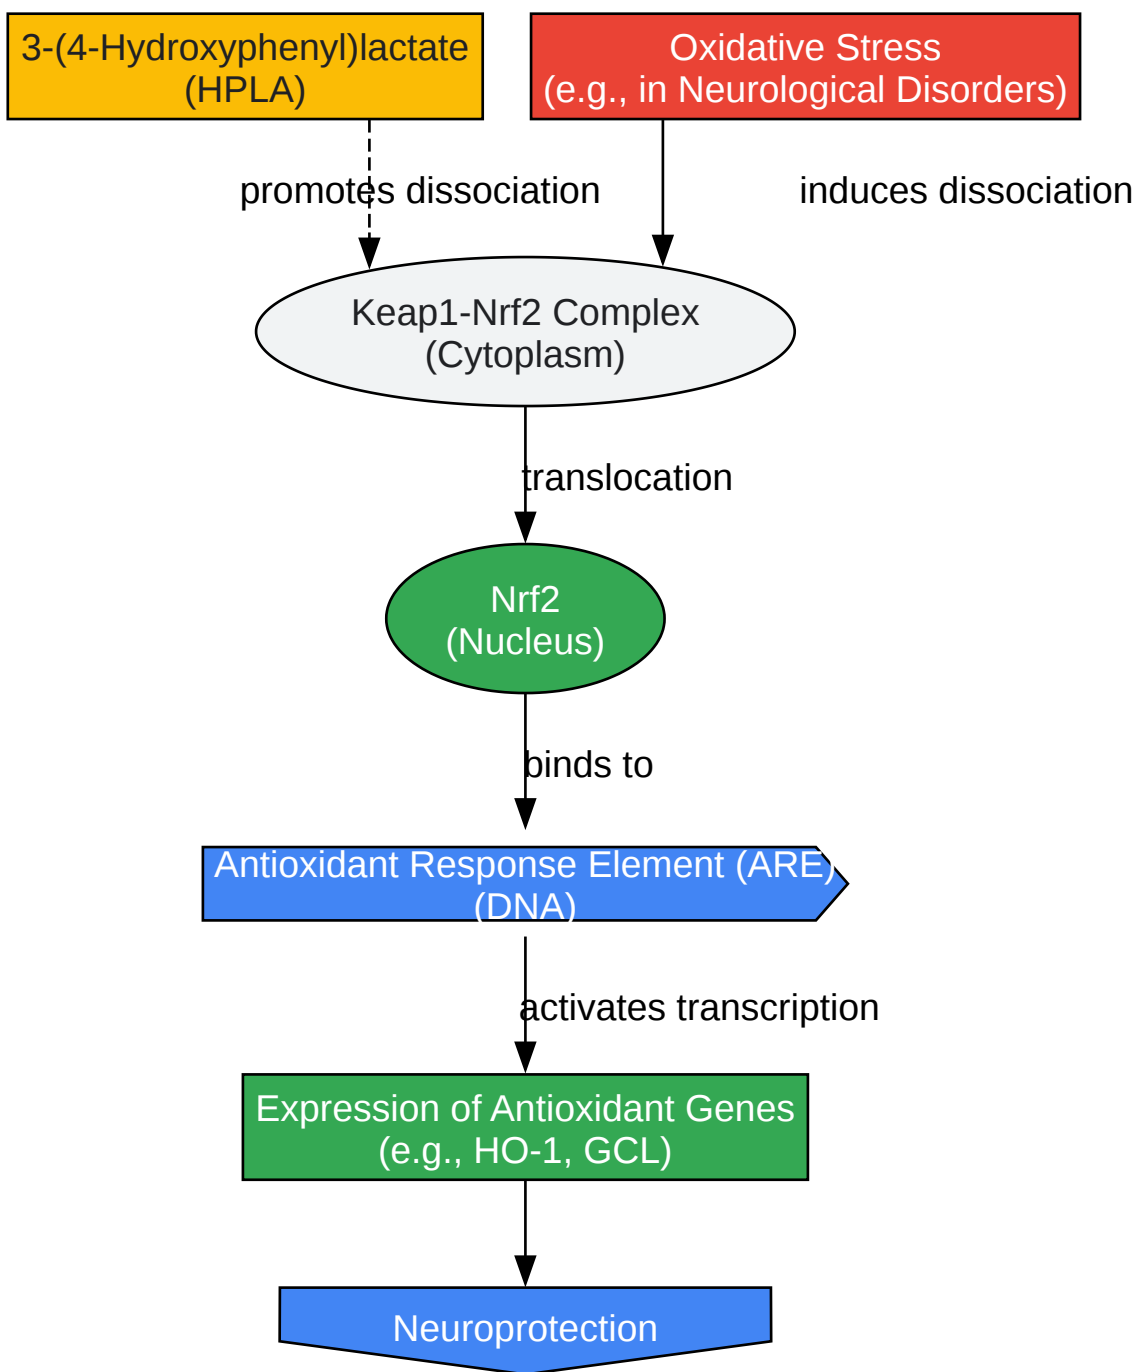 3-(4-Hydroxyphenyl)lactate
(HPLA)
Oxidative Stress
(e.g., in Neurological Disorders)
promotes dissociation
induces dissociation
Keap1-Nrf2 Complex
(Cytoplasm)
translocation
Nrf2
(Nucleus)
binds to
Antioxidant Response Element (ARE)
(DNA)
activates transcription
Expression of Antioxidant Genes
(e.g., HO-1, GCL)
Neuroprotection